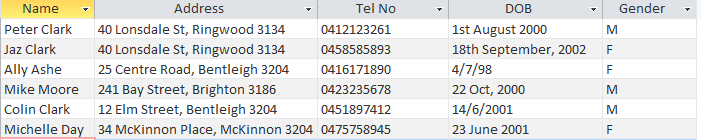 Name Address Tel No DOB Gender
Peter Clark 40 Lonsdale St, Ringwood 3134 0412123261 1st August 2000 M
Jaz Clark 40 Lonsdale St, Ringwood 3134 0458585893 18th September, 2002 F
Ally Ashe 25 Centre Road, Bentleigh 3204 0416171890 4/7/98 F
Mike Moore 241 Bay Street, Brighton 3186 0423235678 22 Oct, 2000 M
Colin Clark 12 Elm Street, Bentleigh 3204 0451897412 14/6/2001 M
Michelle Day 34 McKinnon Place, McKinnon 3204 0475758945 23 June 2001 F